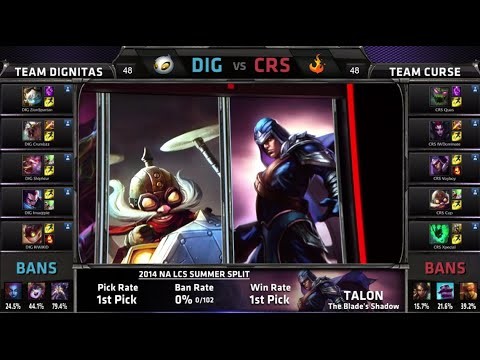 TEAM DIGNITAS
48
DIG VS CRS
48
TEAM CURSE
DIG ZionSpartan
DIG Crumbzz
DIG Shiphtur
DIG Imaqtpie
DIG KiWiKiD
CRS Quas
CRS IWillDominate
CRS Voyboy
CRS Cop
CRS Xpecial
BANS
24.5% 44.1% 79.4%
2014 NA LCS SUMMER SPLIT
Pick Rate
1st Pick
Ban Rate
0% 0/102
Win Rate
1st Pick
TALON
The Blade's Shadow
BANS
15.7% 21.6% 39.2%